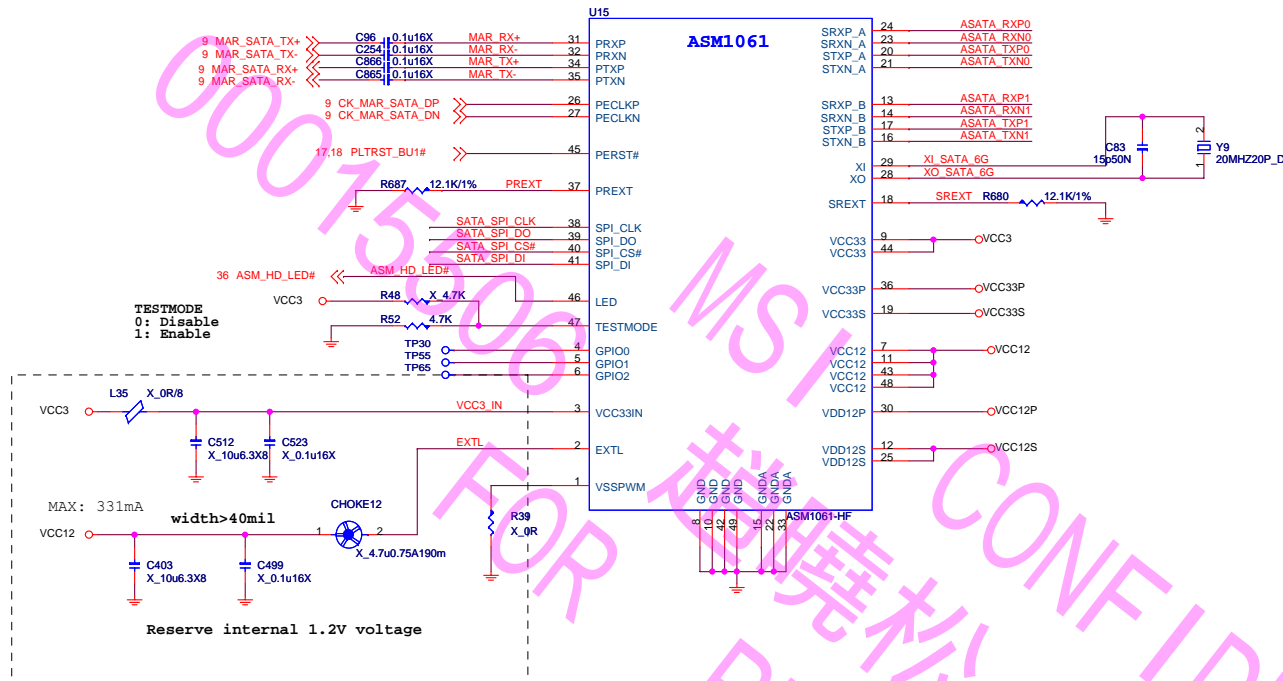 U15
ASM1061
9 MAR_SATA_TX+ C96 0.1u16X MAR_RX+ 31 PRXP
9 MAR_SATA_TX- C254 0.1u16X MAR_RX- 32 PRXN
9 MAR_SATA_RX+ C866 0.1u16X MAR_TX+ 34 PTXP
9 MAR_SATA_RX- C865 0.1u16X MAR_TX- 35 PTXN
9 CK_MAR_SATA_DP 26 PECLKP
9 CK_MAR_SATA_DN 27 PECLKN
17,18 PLTRST_BU1# 45 PERST#
R687 12.1K/1% PREXT 37 PREXT
SATA_SPI_CLK 38 SPI_CLK
SATA_SPI_DO 39 SPI_DO
SATA_SPI_CS# 40 SPI_CS#
SATA_SPI_DI 41 SPI_DI
36 ASM_HD_LED# ASM_HD_LED# 46 LED
VCC3 R48 X_4.7K
TESTMODE
0: Disable
1: Enable
R52 4.7K 47 TESTMODE
TP30 4 GPIO0
TP55 5 GPIO1
TP65 6 GPIO2
L35 X_0R/8
VCC3 VCC3_IN 3 VCC33IN
C512
X_10u6.3X8
C523
X_0.1u16X
EXTL 2 EXTL
1 VSSPWM
R39
X_0R
MAX: 331mA
width>40mil
CHOKE12
VCC12 1 2
X_4.7u0.75A190m
C403
X_10u6.3X8
C499
X_0.1u16X
Reserve internal 1.2V voltage
SRXP_A 24 ASATA_RXP0
SRXN_A 23 ASATA_RXN0
STXP_A 20 ASATA_TXP0
STXN_A 21 ASATA_TXN0
SRXP_B 13 ASATA_RXP1
SRXN_B 14 ASATA_RXN1
STXP_B 17 ASATA_TXP1
STXN_B 16 ASATA_TXN1
XI 29 XI_SATA_6G
XO 28 XO_SATA_6G
C83
15p50N
2
1
Y9
20MHZ20P_D
SREXT 18 SREXT R680 12.1K/1%
VCC33 9 VCC3
VCC33 44
VCC33P 36 VCC33P
VCC33S 19 VCC33S
VCC12 7 VCC12
VCC12 11
VCC12 43
VCC12 48
VDD12P 30 VCC12P
VDD12S 12 VCC12S
VDD12S 25
GND GND GND GND GNDA GNDA GNDA
8 10 42 49 15 22 33
ASM1061-HF
000155506
MSI CONFID
FOR 趙曉松